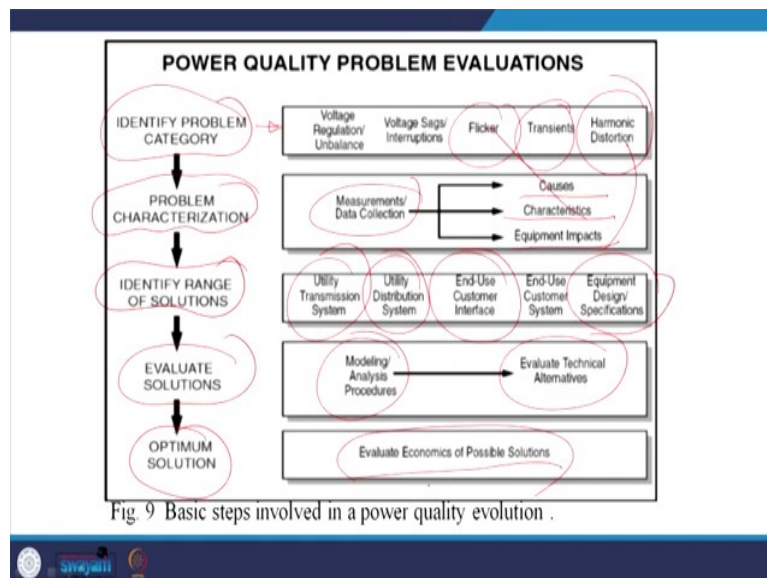 POWER QUALITY PROBLEM EVALUATIONS
IDENTIFY PROBLEM
CATEGORY
Voltage
Regulation/
Unbalance
Voltage Sags/
Interruptions
Flicker
Transients
Harmonic
Distortion
PROBLEM
CHARACTERIZATION
Measurements/
Data Collection
Causes
Characteristics
Equipment Impacts
IDENTIFY RANGE
OF SOLUTIONS
Utility
Transmission
System
Utility
Distribution
System
End-Use
Customer
Interface
End-Use
Customer
System
Equipment
Design/
Specifications
EVALUATE
SOLUTIONS
Modeling/
Analysis
Procedures
Evaluate Technical
Alternatives
OPTIMUM
SOLUTION
Evaluate Economics of Possible Solutions
Fig. 9 Basic steps involved in a power quality evolution .
swayam